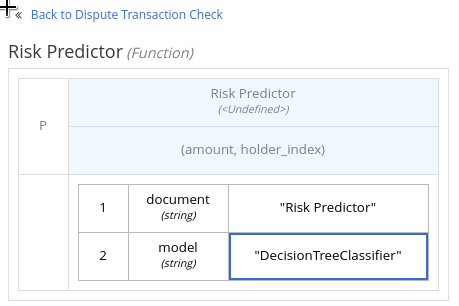 « Back to Dispute Transaction Check
Risk Predictor (Function)
Risk Predictor
(<Undefined>)
P
(amount, holder_index)
1 document (string) "Risk Predictor"
2 model (string) "DecisionTreeClassifier"